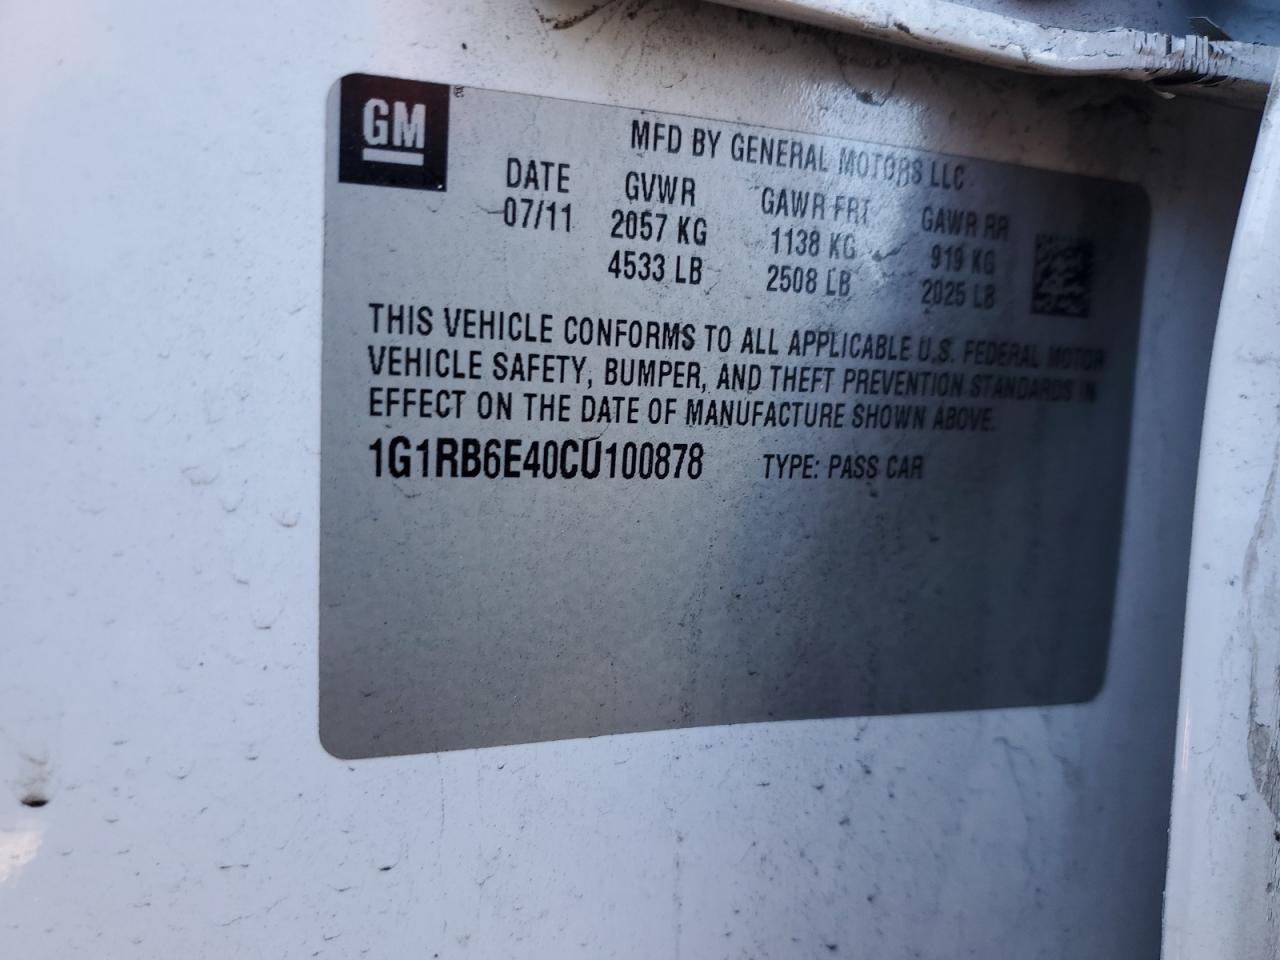 GM
MFD BY GENERAL MOTORS LLC
DATE GVWR GAWR FRT GAWR RR
07/11 2057 KG 1138 KG 919 KG
4533 LB 2508 LB 2025 LB
THIS VEHICLE CONFORMS TO ALL APPLICABLE U.S. FEDERAL MOTOR
VEHICLE SAFETY, BUMPER, AND THEFT PREVENTION STANDARDS IN
EFFECT ON THE DATE OF MANUFACTURE SHOWN ABOVE.
1G1RB6E40CU100878 TYPE: PASS CAR